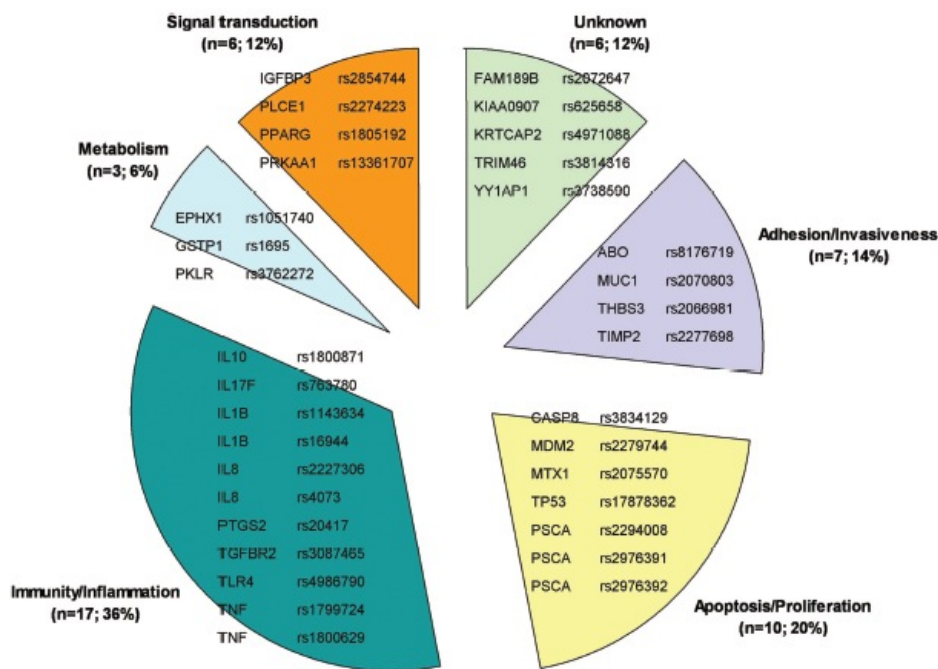 Signal transduction
(n=6; 12%)
IGFBP3 rs2854744
PLCE1 rs2274223
PPARG rs1805192
PRKAA1 rs13361707
Unknown
(n=6; 12%)
FAM189B rs2072647
KIAA0907 rs625658
KRTCAP2 rs4971088
TRIM46 rs3814316
YY1AP1 rs3738590
Metabolism
(n=3; 6%)
EPHX1 rs1051740
GSTP1 rs1695
PKLR rs3762272
Adhesion/Invasiveness
(n=7; 14%)
ABO rs8176719
MUC1 rs2070803
THBS3 rs2066981
TIMP2 rs2277698
Immunity/Inflammation
(n=17; 36%)
IL10 rs1800871
IL17F rs763780
IL1B rs1143634
IL1B rs16944
IL8 rs2227306
IL8 rs4073
PTGS2 rs20417
TGFBR2 rs3087465
TLR4 rs4986790
TNF rs1799724
TNF rs1800629
CASP8 rs3834129
MDM2 rs2279744
MTX1 rs2075570
TP53 rs17878362
PSCA rs2294008
PSCA rs2976391
PSCA rs2976392
Apoptosis/Proliferation
(n=10; 20%)